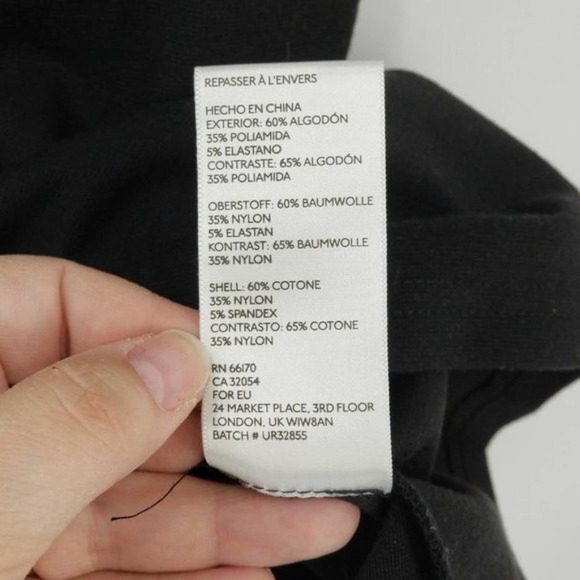 REPASSER À L'ENVERS
HECHO EN CHINA
EXTERIOR: 60% ALGODÓN
35% POLIAMIDA
5% ELASTANO
CONTRASTE: 65% ALGODÓN
35% POLIAMIDA
OBERSTOFF: 60% BAUMWOLLE
35% NYLON
5% ELASTAN
KONTRAST: 65% BAUMWOLLE
35% NYLON
SHELL: 60% COTONE
35% NYLON
5% SPANDEX
CONTRASTO: 65% COTONE
35% NYLON
RN 66170
CA 32054
FOR EU
24 MARKET PLACE, 3RD FLOOR
LONDON, UK W1W8AN
BATCH # UR32855